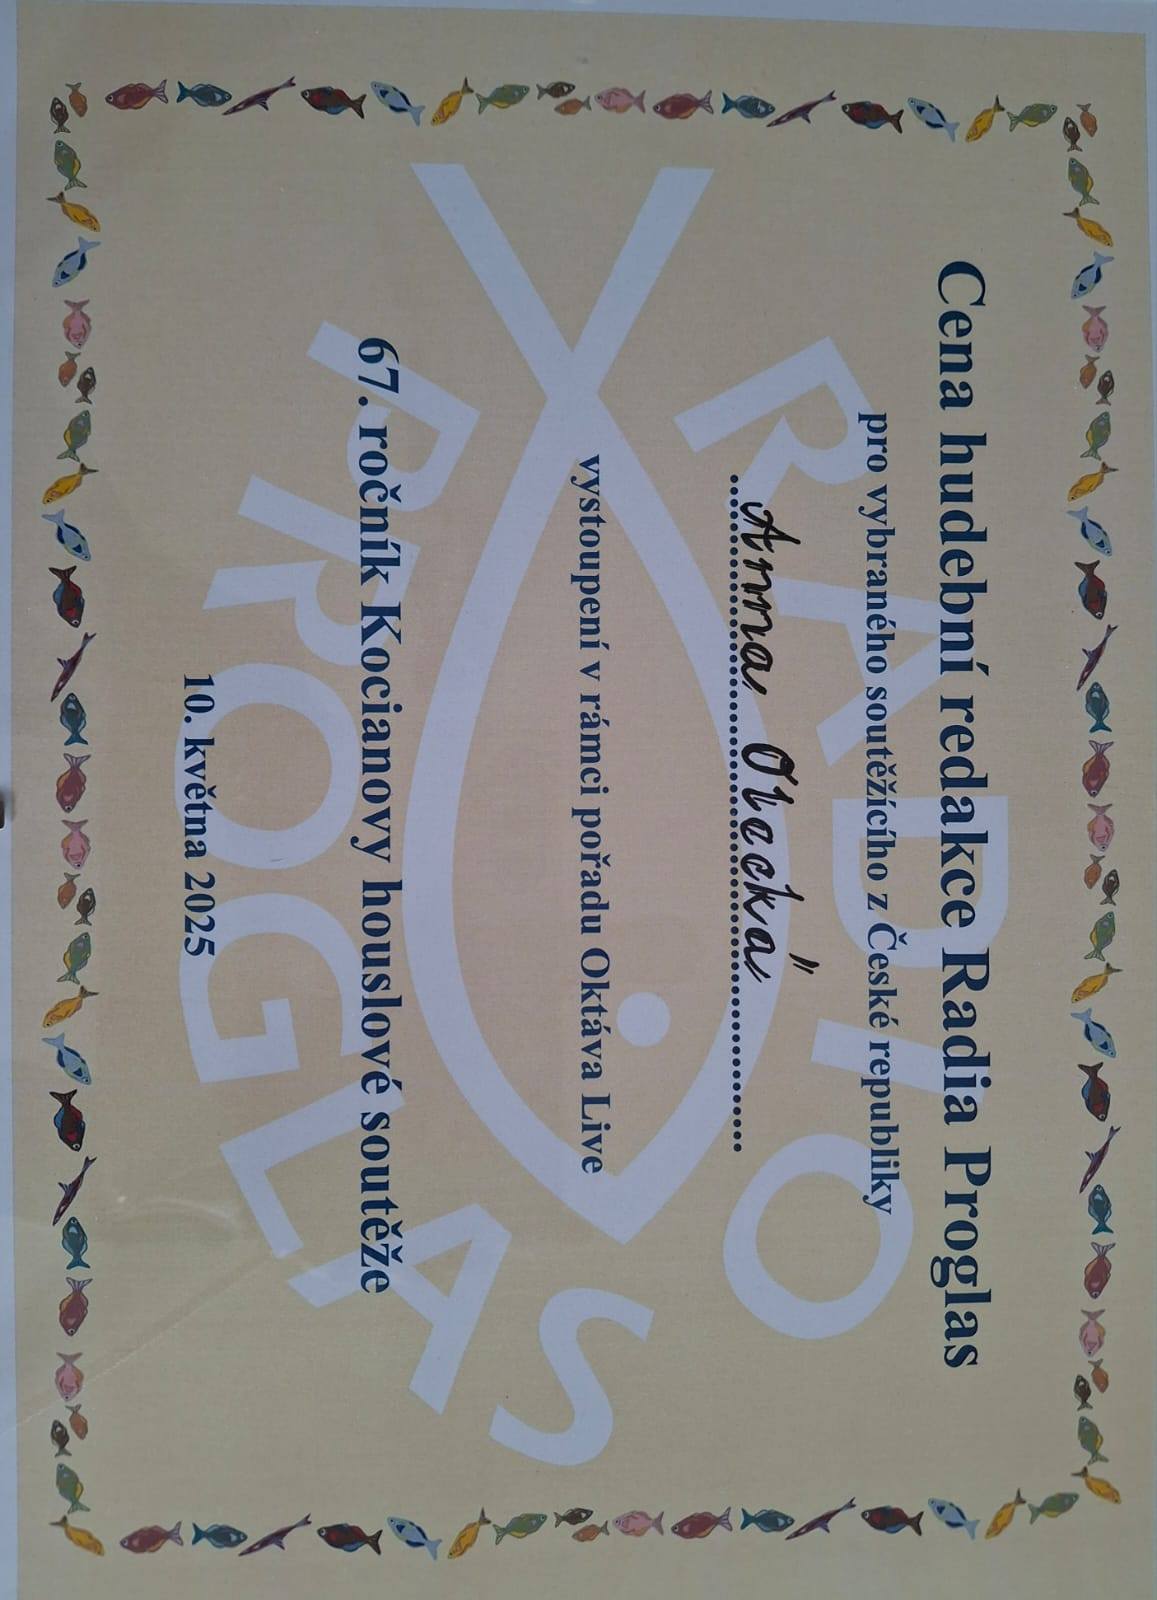 Cena hudební redakce Radia Proglas
pro vybraného soutěžícího z České republiky
Anna Olecká
vystoupení v rámci pořadu Oktáva Live
67. ročník Kocianovy houslové soutěže
10. května 2025
RADIO
PROGLAS